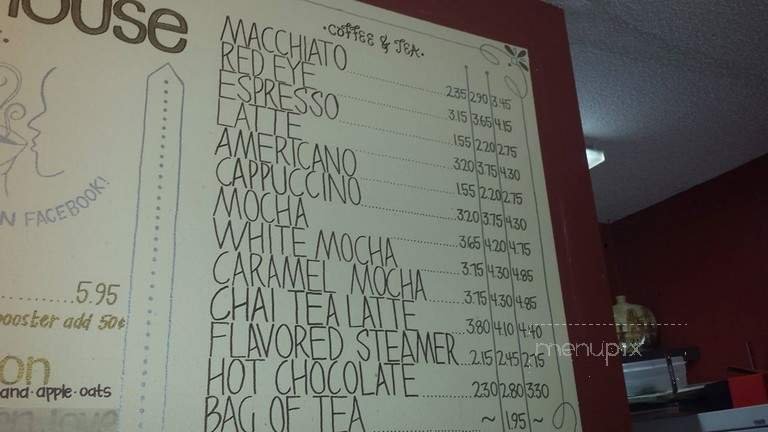 house
ON FACEBOOK!
5.95
booster add 50¢
on
and·apple·oats
·COFFEE & TEA·
MACCHIATO 2.35 2.90 3.45
RED EYE 3.15 3.65 4.15
ESPRESSO 1.55 2.20 2.75
LATTE 3.20 3.75 4.30
AMERICANO 1.55 2.20 2.75
CAPPUCCINO 3.20 3.75 4.30
MOCHA 3.65 4.20 4.75
WHITE MOCHA 3.75 4.30 4.85
CARAMEL MOCHA 3.75 4.30 4.85
CHAI TEA LATTE 3.80 4.10 4.40
FLAVORED STEAMER 2.15 2.45 2.75
HOT CHOCOLATE 2.30 2.80 3.30
BAG OF TEA ~ 1.95 ~
menupix